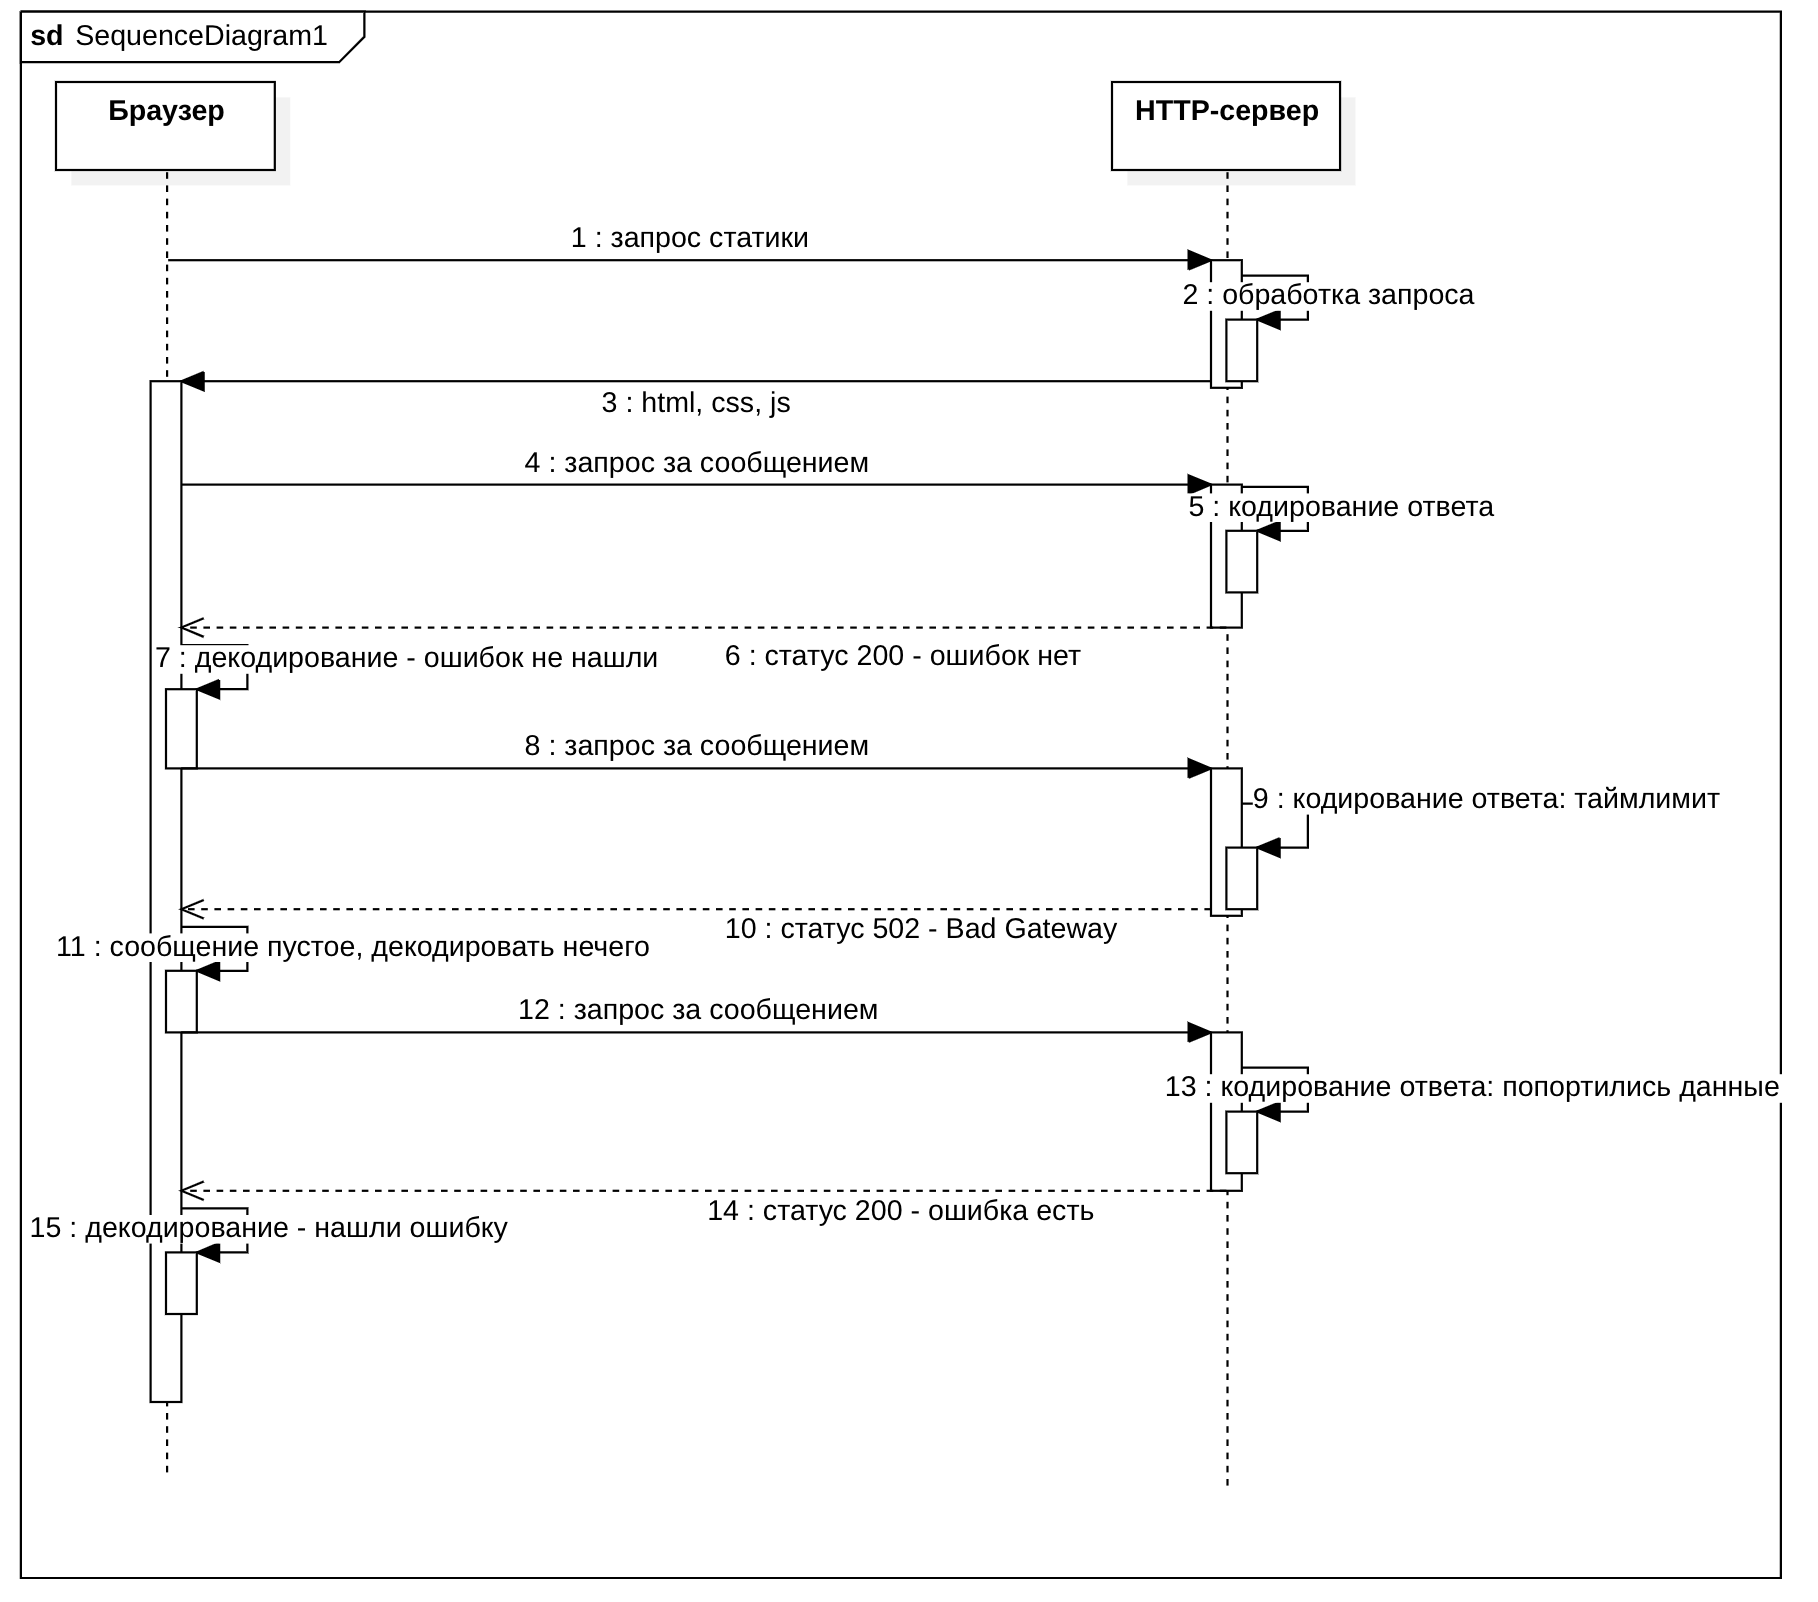 sd SequenceDiagram1
Браузер
HTTP-сервер
1 : запрос статики
2 : обработка запроса
3 : html, css, js
4 : запрос за сообщением
5 : кодирование ответа
6 : статус 200 - ошибок нет
7 : декодирование - ошибок не нашли
8 : запрос за сообщением
9 : кодирование ответа: таймлимит
10 : статус 502 - Bad Gateway
11 : сообщение пустое, декодировать нечего
12 : запрос за сообщением
13 : кодирование ответа: попортились данные
14 : статус 200 - ошибка есть
15 : декодирование - нашли ошибку